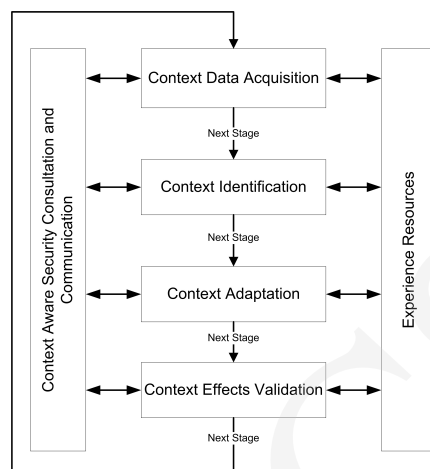 Context Aware Security Consultation and
Communication
Context Data Acquisition
Next Stage
Context Identification
Next Stage
Context Adaptation
Next Stage
Context Effects Validation
Next Stage
Experience Resources